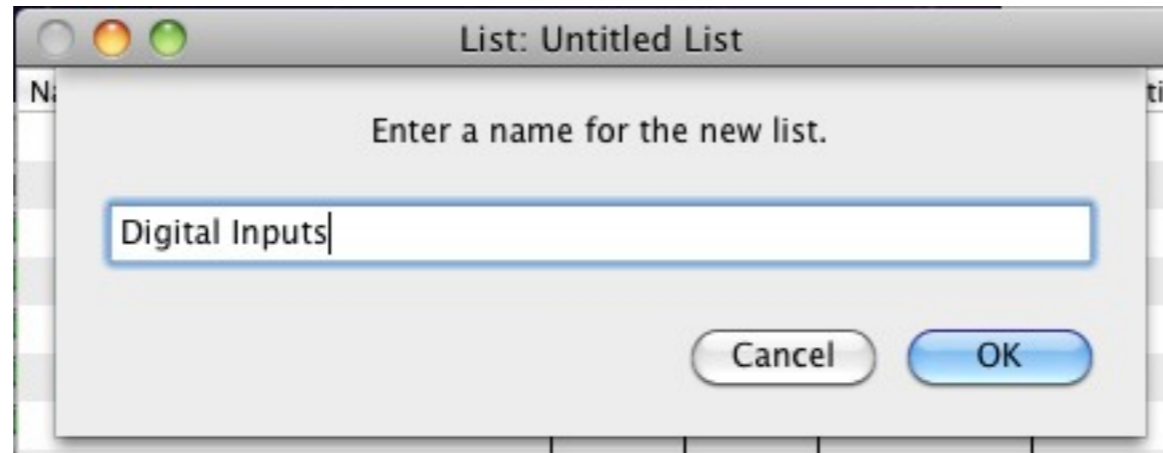 List: Untitled List
Enter a name for the new list.
Digital Inputs
Cancel
OK